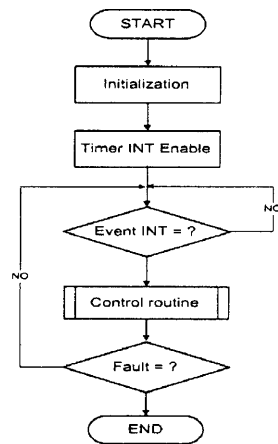 START
Initialization
Timer INT Enable
NO
Event INT = ?
NO
Control routine
Fault = ?
END